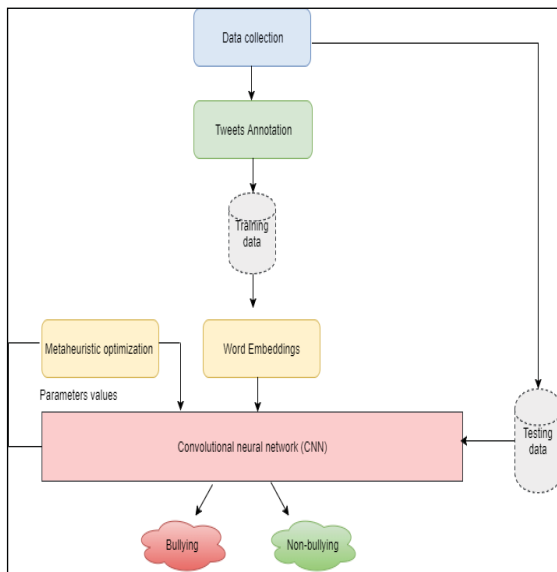 Data collection
Tweets Annotation
Training
data
Metaheuristic optimization
Word Embeddings
Parameters values
Convolutional neural network (CNN)
Testing
data
Bullying
Non-bullying